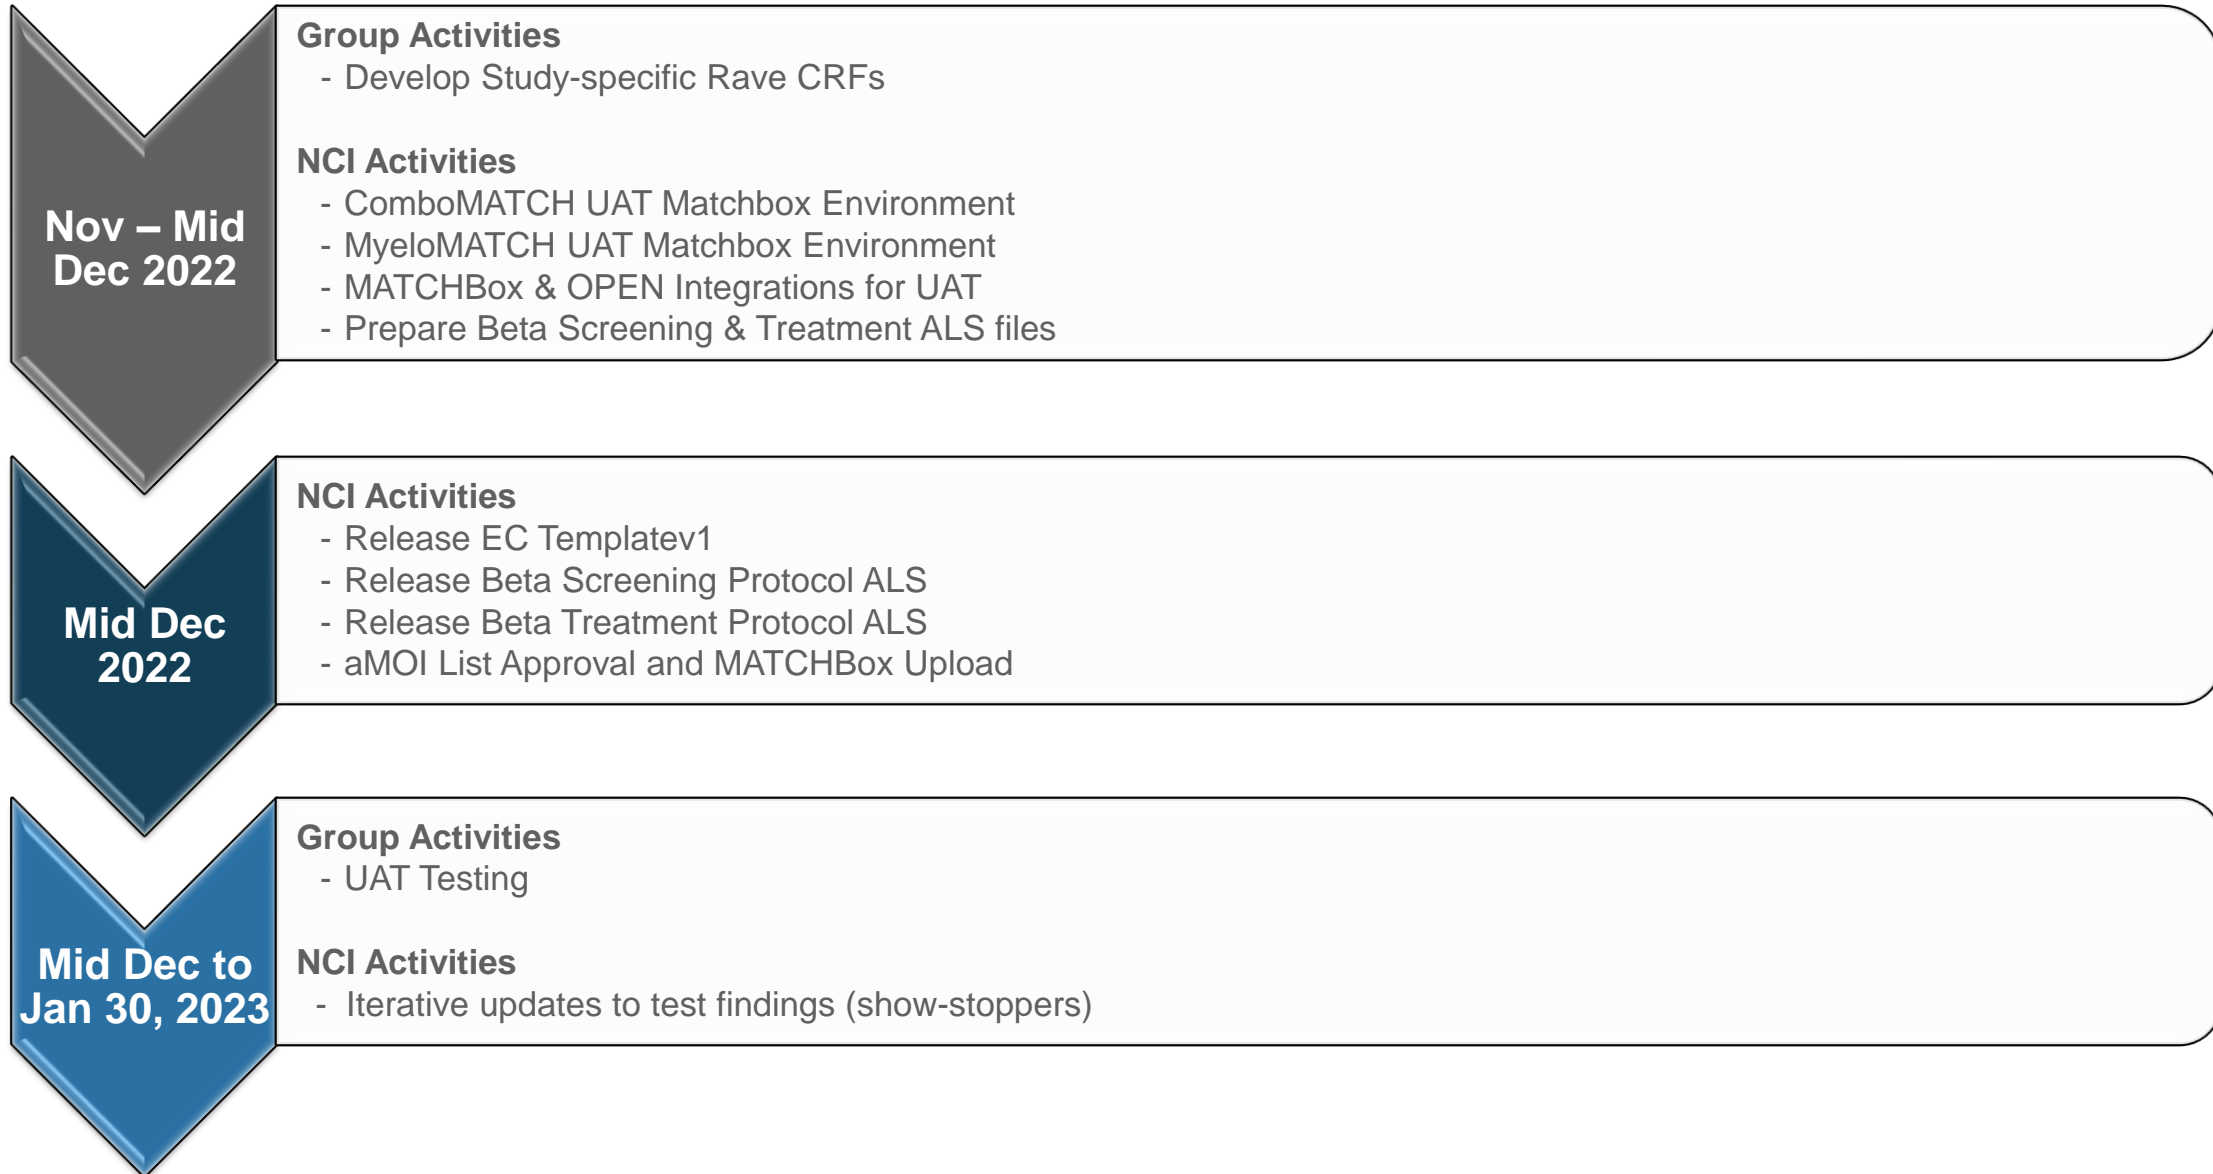 Nov – Mid
Dec 2022
Group Activities
- Develop Study-specific Rave CRFs
NCI Activities
- ComboMATCH UAT Matchbox Environment
- MyeloMATCH UAT Matchbox Environment
- MATCHBox & OPEN Integrations for UAT
- Prepare Beta Screening & Treatment ALS files
Mid Dec
2022
NCI Activities
- Release EC Templatev1
- Release Beta Screening Protocol ALS
- Release Beta Treatment Protocol ALS
- aMOI List Approval and MATCHBox Upload
Mid Dec to
Jan 30, 2023
Group Activities
- UAT Testing
NCI Activities
- Iterative updates to test findings (show-stoppers)